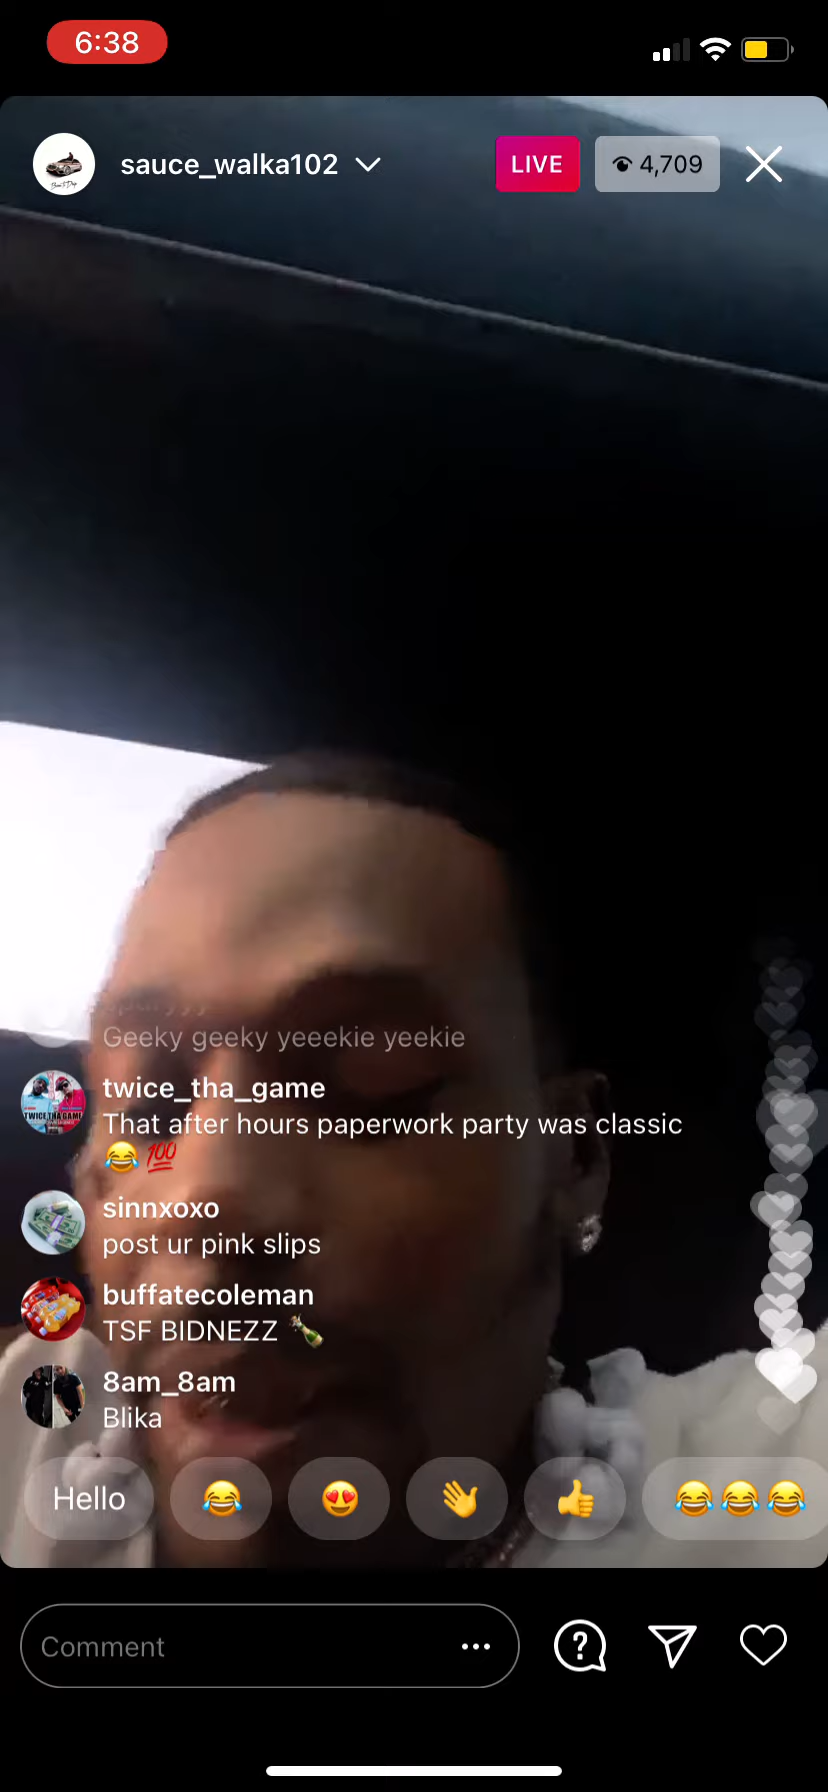 6:38
sauce_walka102
LIVE
4,709
Geeky geeky yeeekie yeekie
twice_tha_game
That after hours paperwork party was classic
😂 💯
sinnxoxo
post ur pink slips
buffatecoleman
TSF BIDNEZZ 🍾
8am_8am
Blika
Hello 😂 😍 👋 👍 😂 😂 😂
Comment